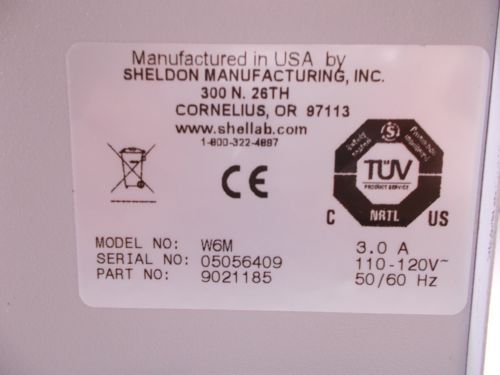 Manufactured in USA by
SHELDON MANUFACTURING, INC.
300 N. 26TH
CORNELIUS, OR 97113
www.shellab.com
1-800-322-4897
CE
S
TÜV
PRODUCT SERVICE
C NRTL US
MODEL NO: W6M
SERIAL NO: 05056409
PART NO: 9021185
3.0 A
110-120V~
50/60 Hz